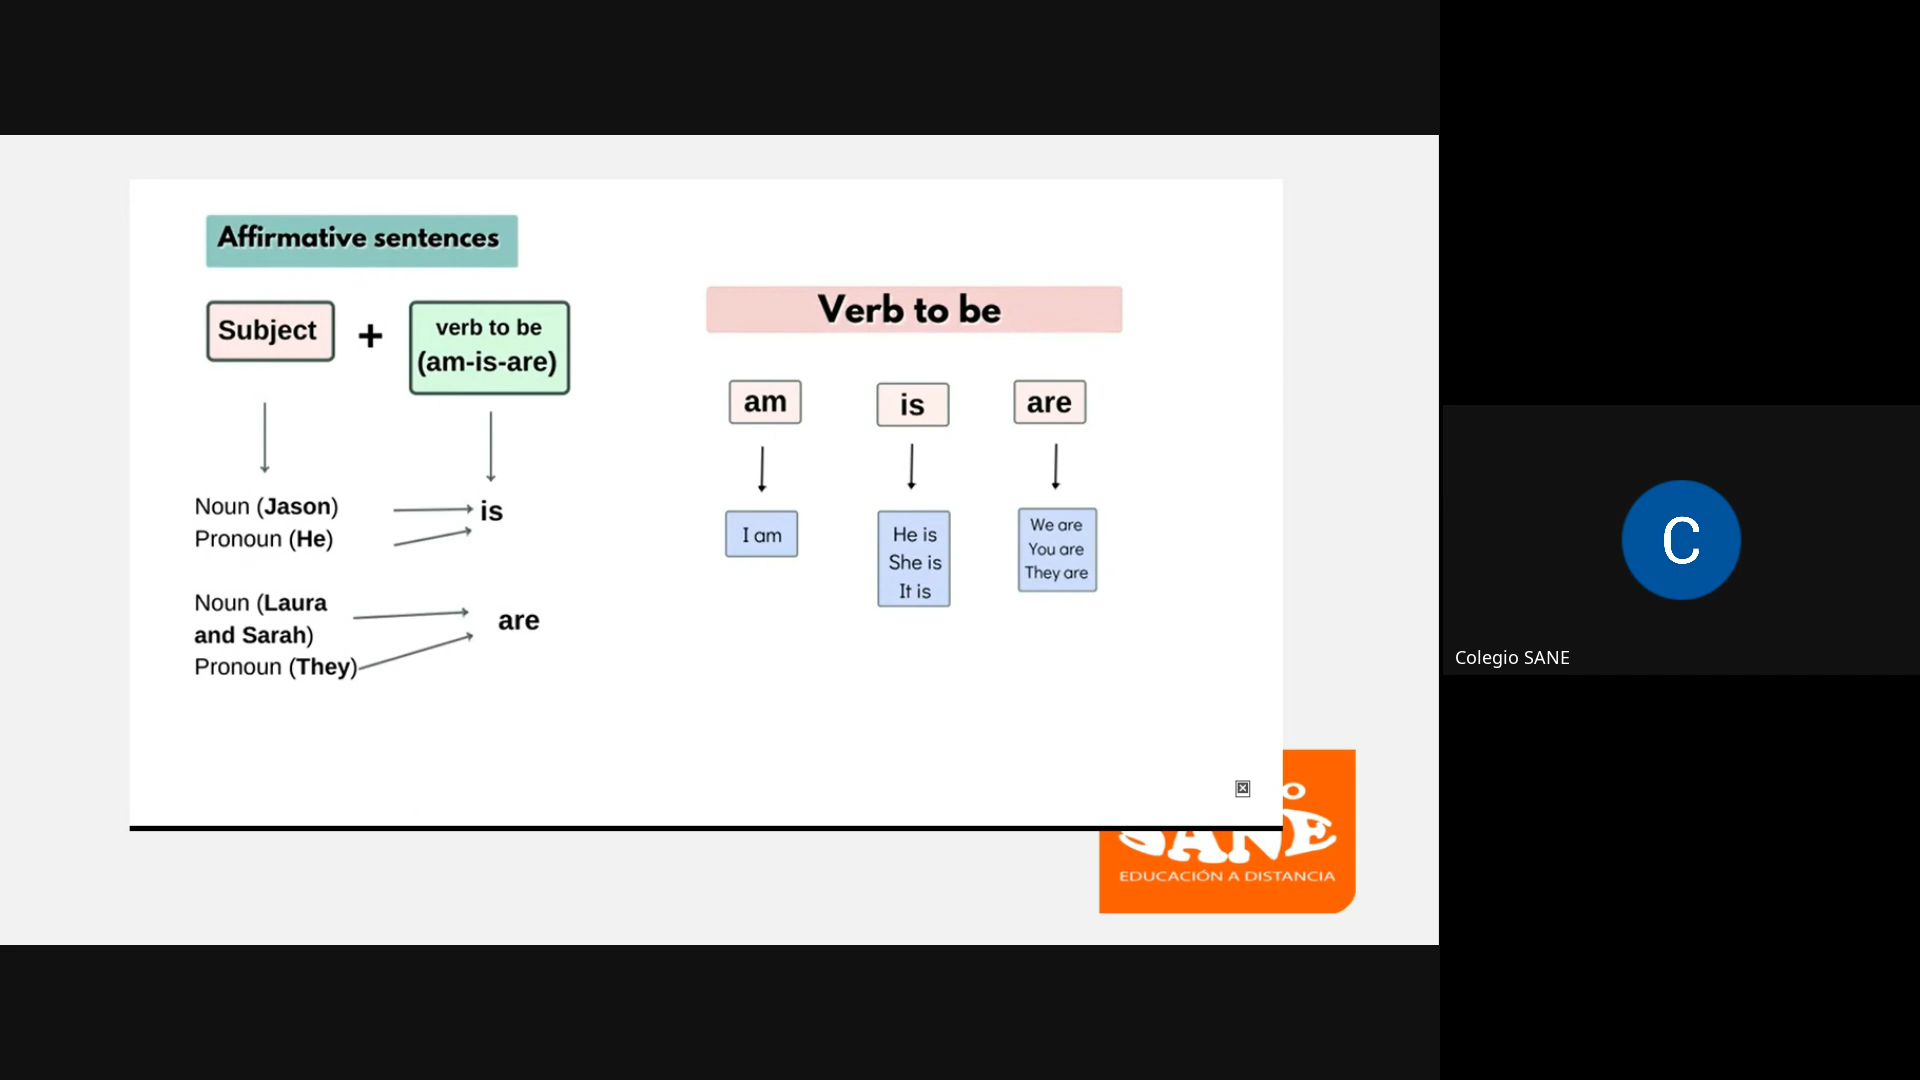 Affirmative sentences
Subject
+
verb to be
(am-is-are)
Noun (Jason)
Pronoun (He)
is
Noun (Laura
and Sarah)
Pronoun (They)
are
Verb to be
am
is
are
I am
He is
She is
It is
We are
You are
They are
SANE
EDUCACIÓN A DISTANCIA
C
Colegio SANE